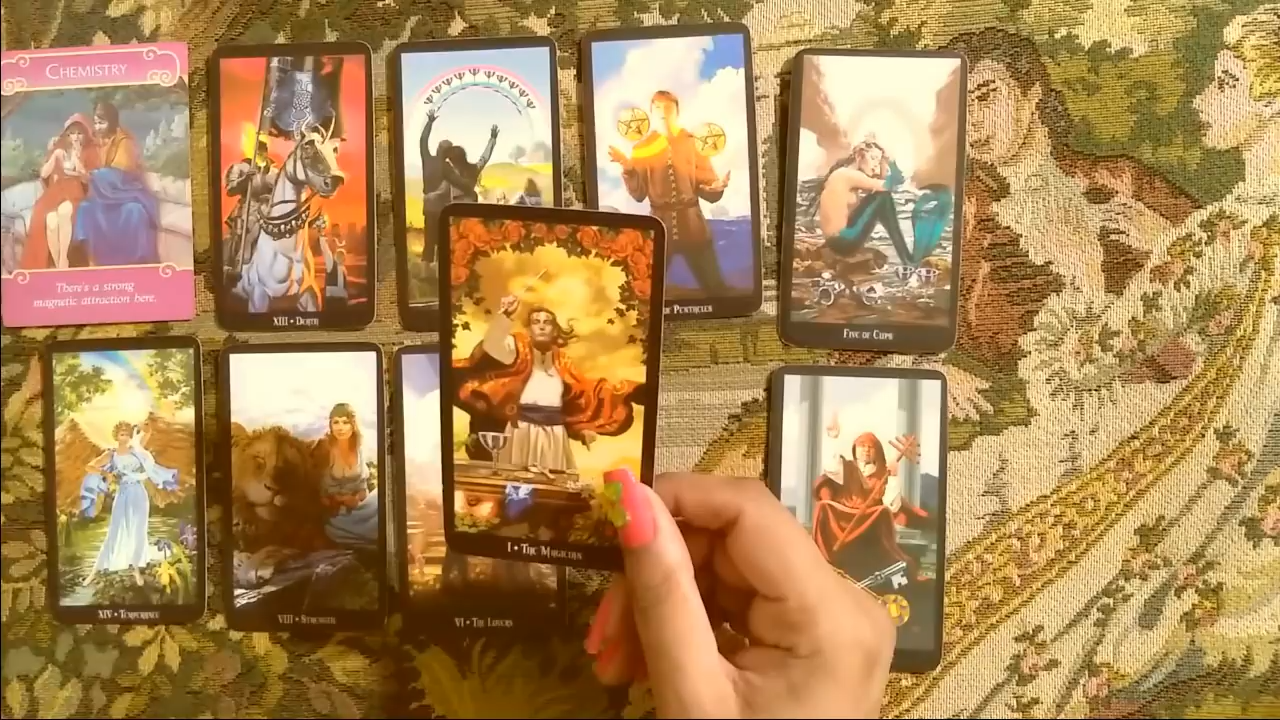 CHEMISTRY
There's a strong
magnetic attraction here.
XIII • DEATH
PENTACLES
FIVE OF CUPS
I • THE MAGICIAN
XIV • TEMPERANCE
VIII • STRENGTH
VI • THE LOVERS